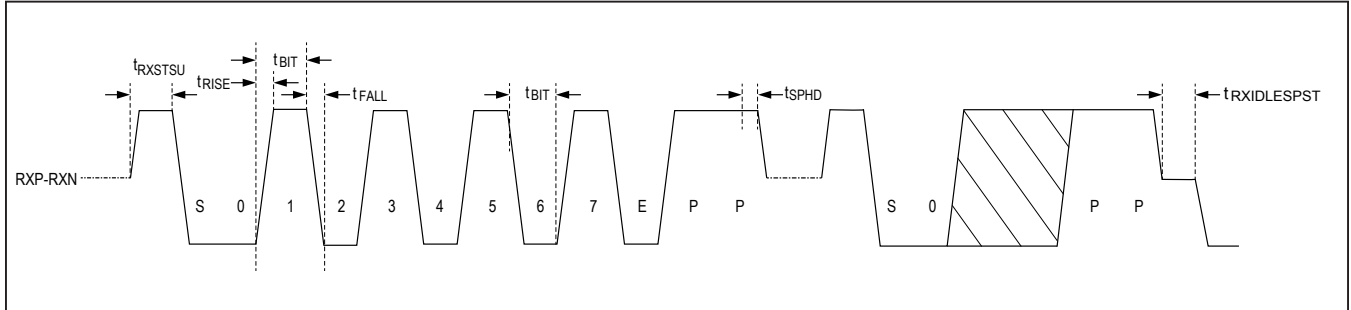 tBIT
tRXSTSU
tRISE
tFALL
tBIT
tSPHD
tRXIDLESPST
RXP-RXN
S 0 1 2 3 4 5 6 7 E P P S 0 P P